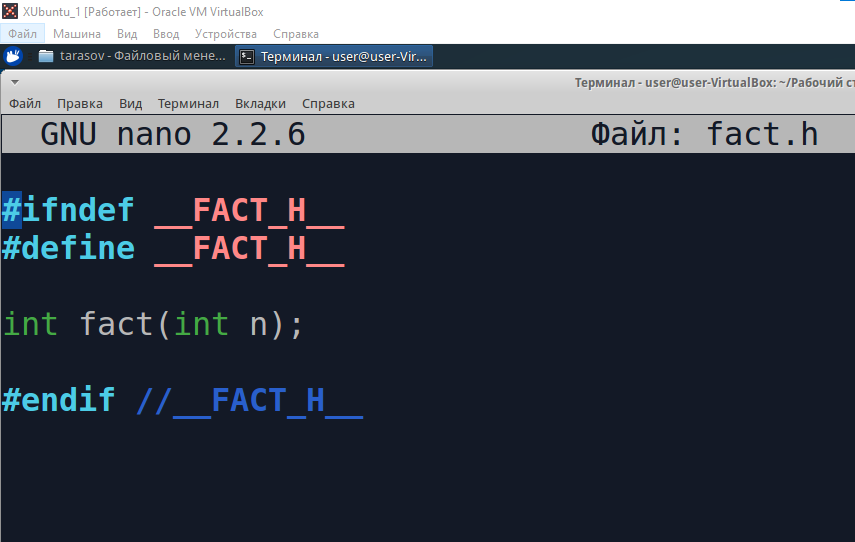 XUbuntu_1 [Работает] - Oracle VM VirtualBox
Файл Машина Вид Ввод Устройства Справка
tarasov - Файловый мене... Терминал - user@user-Vir...
Терминал - user@user-VirtualBox: ~/Рабочий ст
Файл Правка Вид Терминал Вкладки Справка
GNU nano 2.2.6 Файл: fact.h
#ifndef __FACT_H__
#define __FACT_H__
int fact(int n);
#endif //__FACT_H__